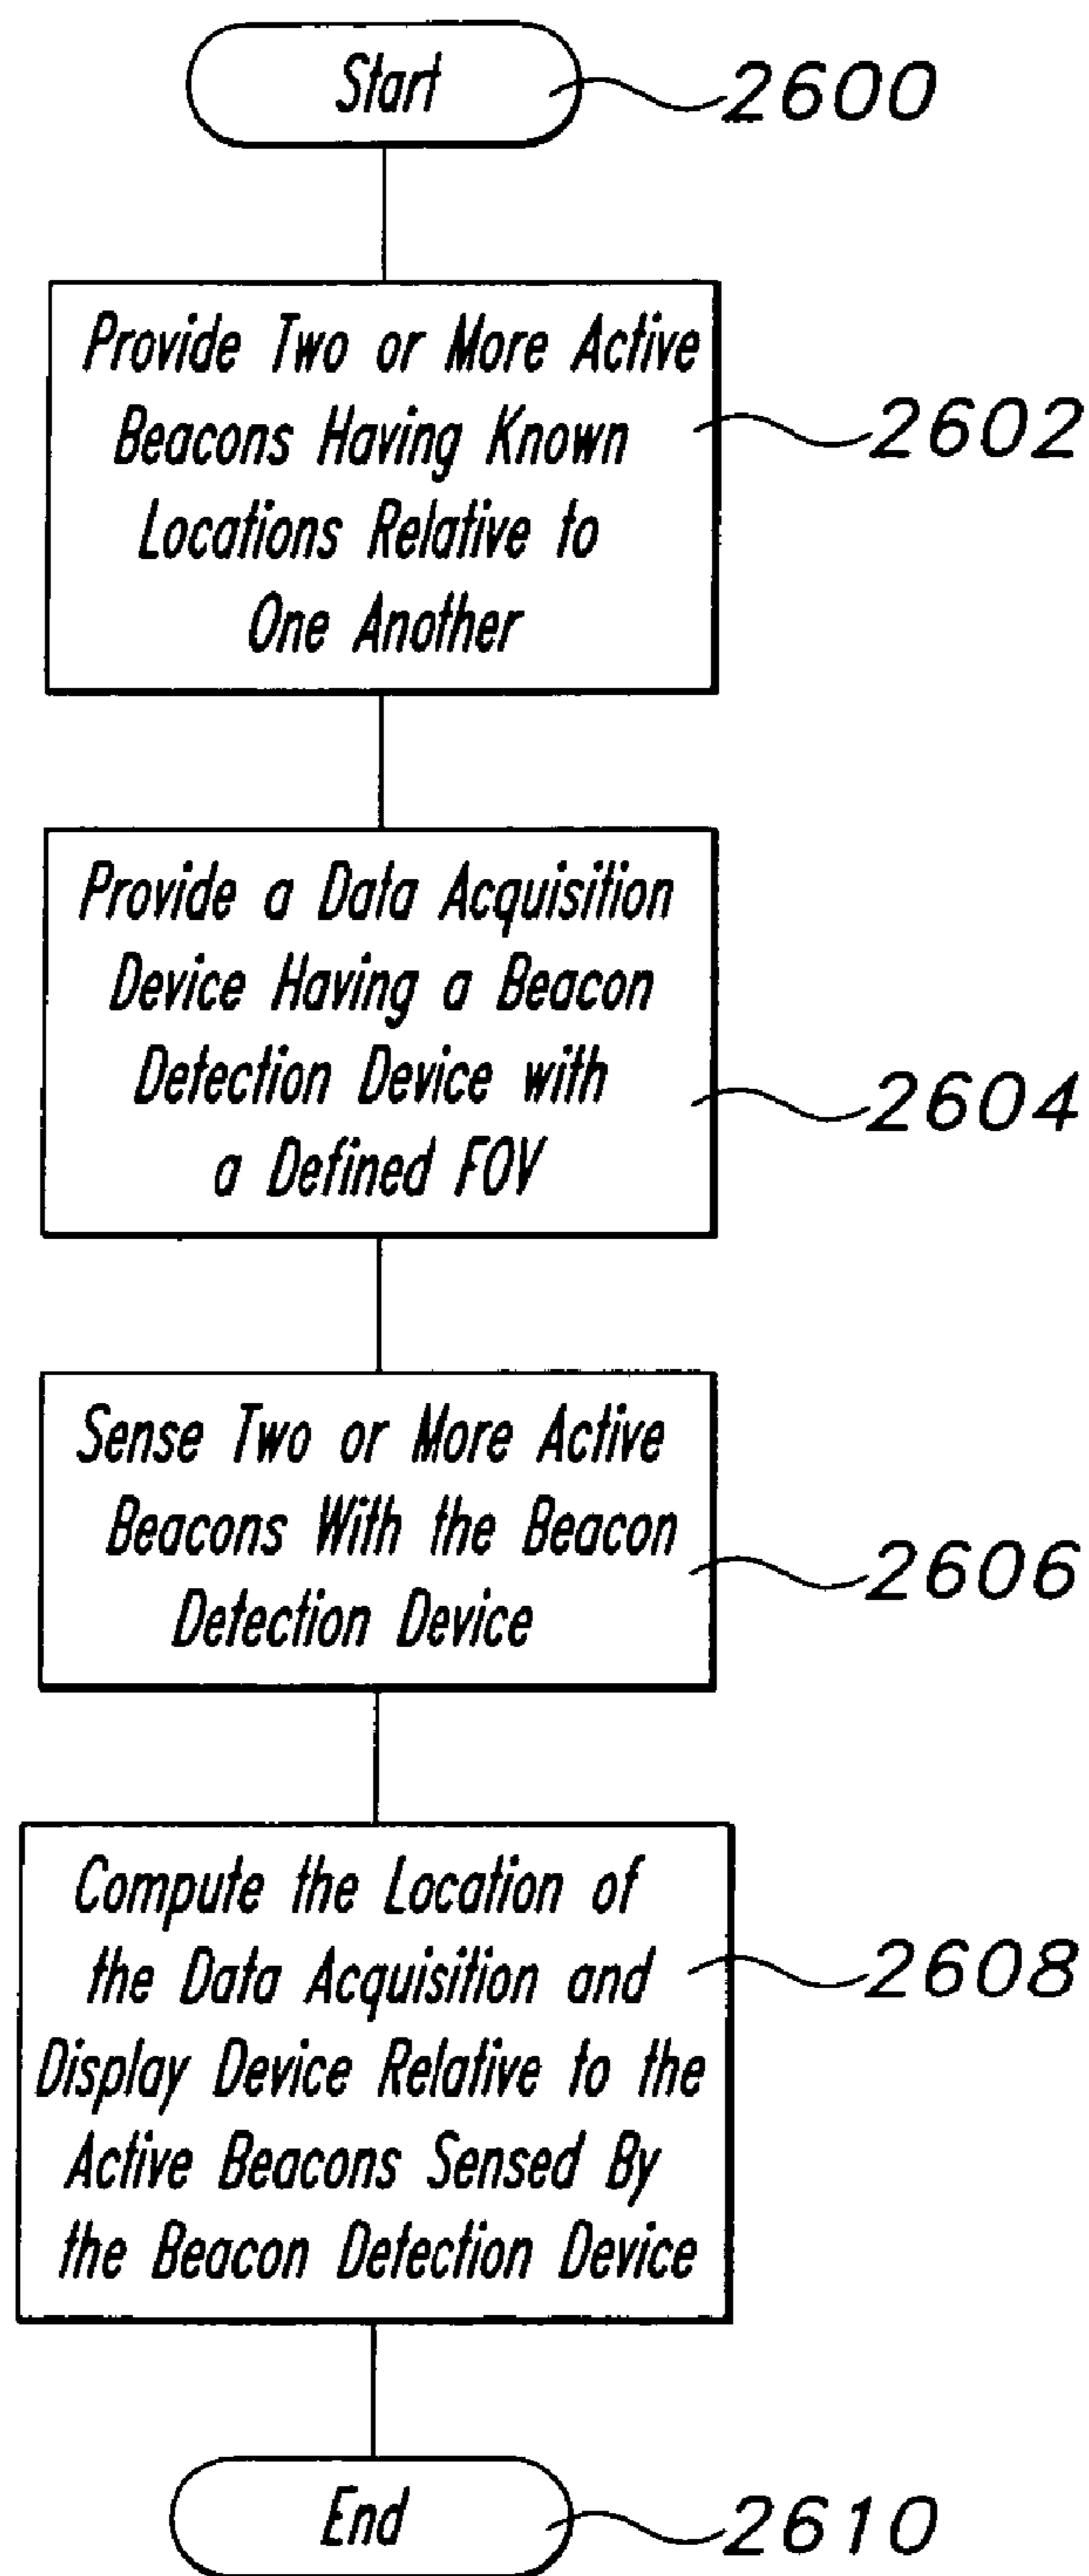 Start
2600
Provide Two or More Active
Beacons Having Known
Locations Relative to
One Another
2602
Provide a Data Acquisition
Device Having a Beacon
Detection Device with
a Defined FOV
2604
Sense Two or More Active
Beacons With the Beacon
Detection Device
2606
Compute the Location of
the Data Acquisition and
Display Device Relative to the
Active Beacons Sensed By
the Beacon Detection Device
2608
End
2610